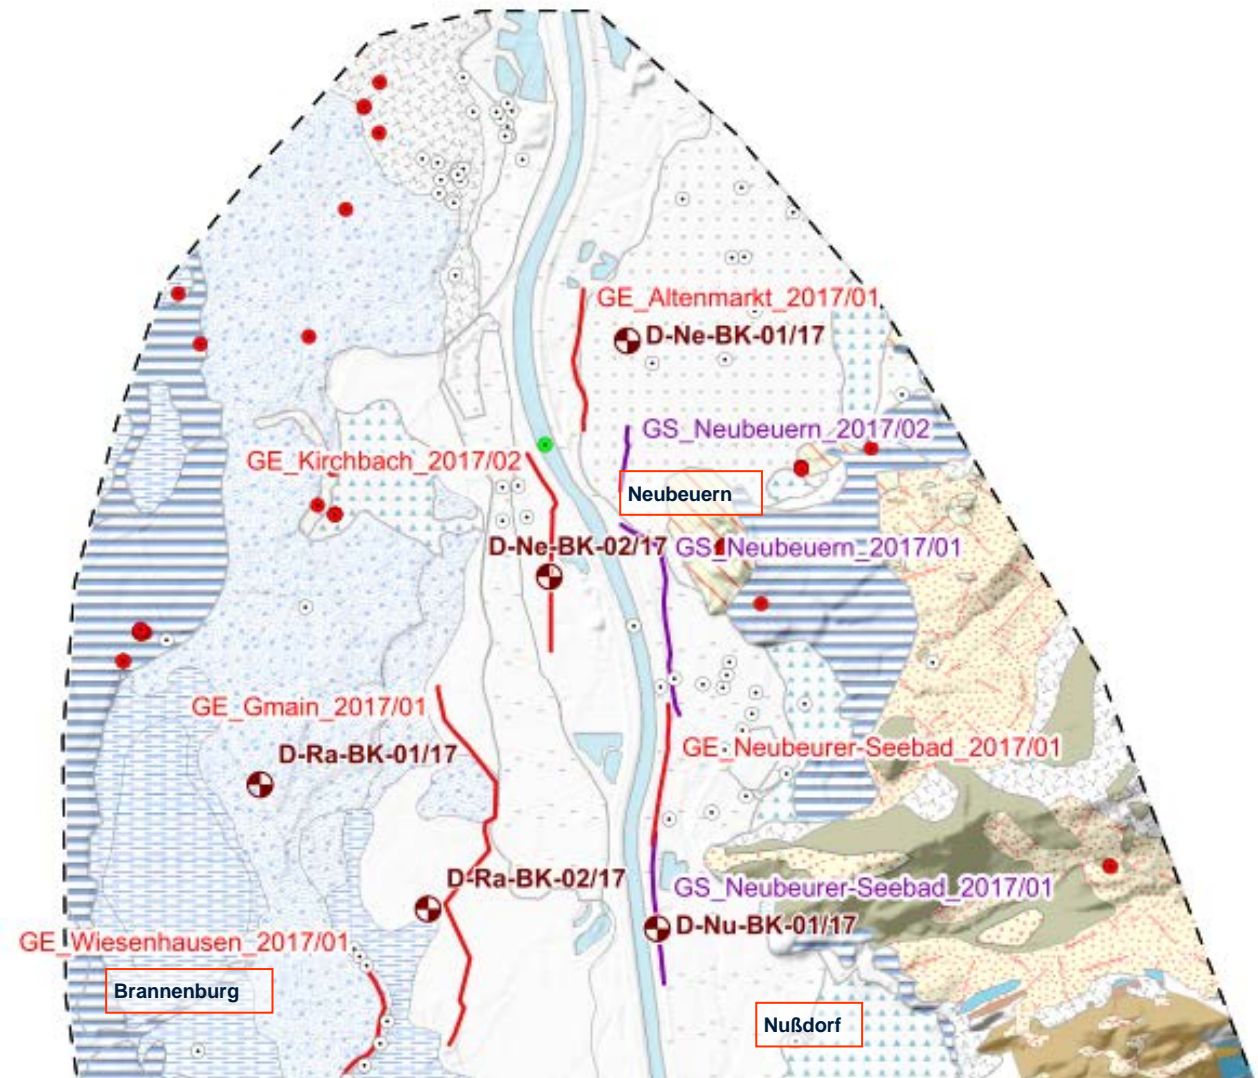 GE_Altenmarkt_2017/01
D-Ne-BK-01/17
GS_Neubeuern_2017/02
GE_Kirchbach_2017/02
Neubeuern
D-Ne-BK-02/17
GS_Neubeuern_2017/01
GE_Gmain_2017/01
GE_Neubeurer-Seebad_2017/01
D-Ra-BK-01/17
D-Ra-BK-02/17
GS_Neubeurer-Seebad_2017/01
D-Nu-BK-01/17
GE_Wiesenhausen_2017/01
Brannenburg
Nußdorf